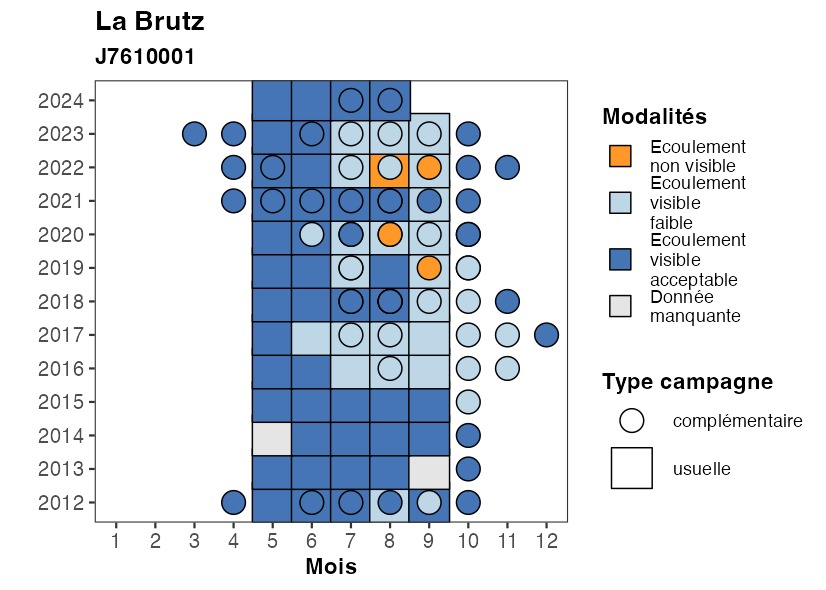 La Brutz
J7610001
2024
2023
2022
2021
2020
2019
2018
2017
2016
2015
2014
2013
2012
1 2 3 4 5 6 7 8 9 10 11 12
Mois
Modalités
Ecoulement
non visible
Ecoulement
visible
faible
Ecoulement
visible
acceptable
Donnée
manquante
Type campagne
complémentaire
usuelle